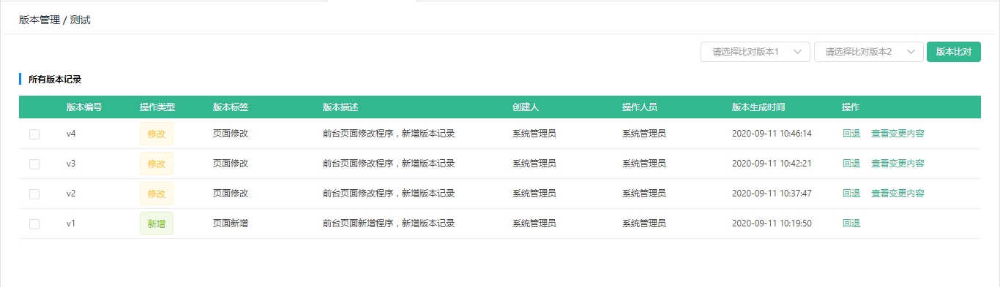 版本管理 / 测试
请选择比对版本1 请选择比对版本2 版本比对
所有版本记录
版本编号 操作类型 版本标签 版本描述 创建人 操作人员 版本生成时间 操作
v4 修改 页面修改 前台页面修改程序，新增版本记录 系统管理员 系统管理员 2020-09-11 10:46:14 回退 查看变更内容
v3 修改 页面修改 前台页面修改程序，新增版本记录 系统管理员 系统管理员 2020-09-11 10:42:21 回退 查看变更内容
v2 修改 页面修改 前台页面修改程序，新增版本记录 系统管理员 系统管理员 2020-09-11 10:37:47 回退 查看变更内容
v1 新增 页面新增 前台页面新增程序，新增版本记录 系统管理员 系统管理员 2020-09-11 10:19:50 回退